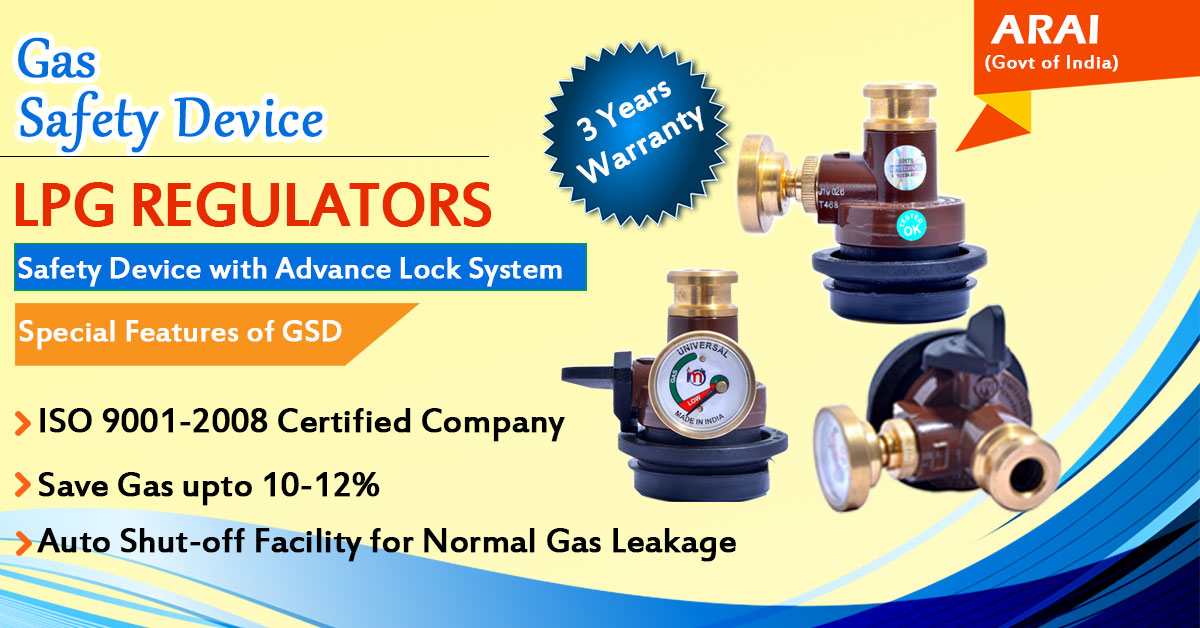 Gas
Safety Device
LPG REGULATORS
Safety Device with Advance Lock System
Special Features of GSD
ISO 9001-2008 Certified Company
Save Gas upto 10-12%
Auto Shut-off Facility for Normal Gas Leakage
3 Years
Warranty
ARAI
(Govt of India)
J19026
T468
TESTED
OK
UNIVERSAL
GAS
LOW
MADE IN INDIA